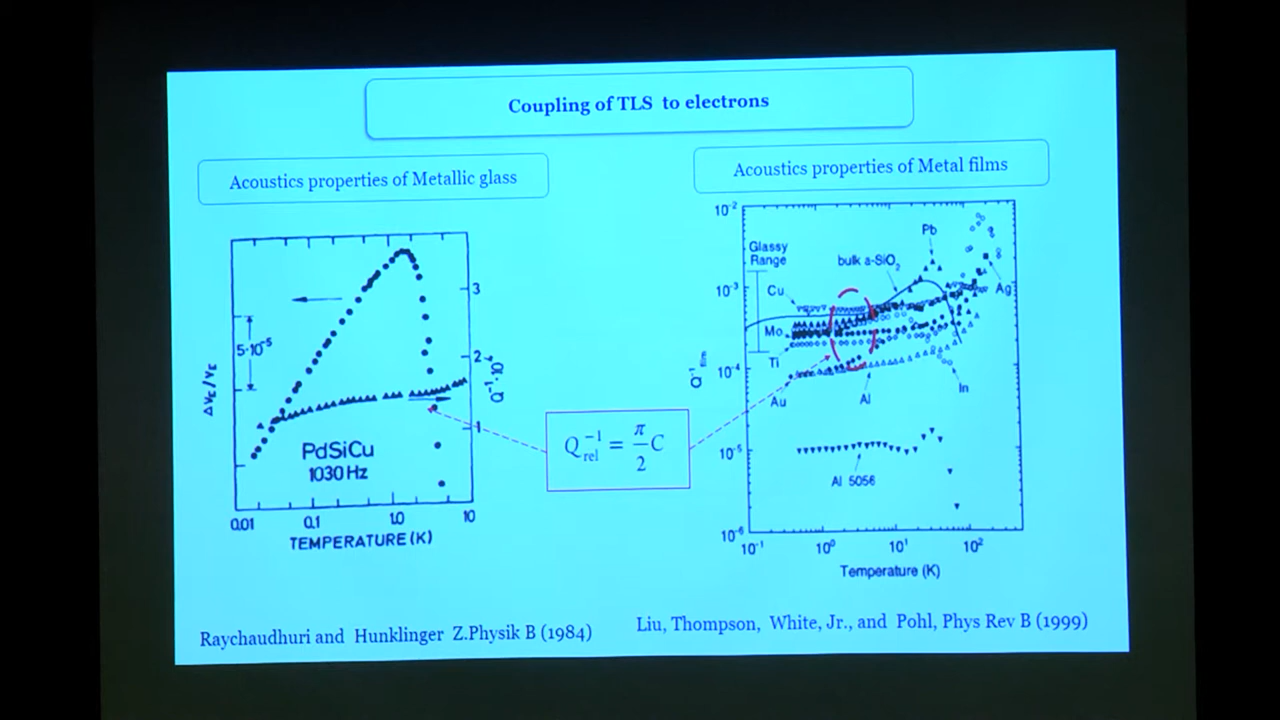 Coupling of TLS to electrons
Acoustics properties of Metallic glass
Δvᴇ/vᴇ
5·10⁻⁵
3
2
1
Q⁻¹·10⁴
PdSiCu
1030 Hz
0.01 0.1 1.0 10
TEMPERATURE (K)
Raychaudhuri and Hunklinger Z.Physik B (1984)
Q⁻¹rel = π/2 C
Acoustics properties of Metal films
10⁻²
10⁻³
10⁻⁴
10⁻⁵
10⁻⁶
Q⁻¹film
Glassy
Range
bulk a-SiO₂
Pb
Cu
Ag
Mo
Ti
In
Au
Al
Al 5056
10⁻¹ 10⁰ 10¹ 10²
Temperature (K)
Liu, Thompson, White, Jr., and Pohl, Phys Rev B (1999)